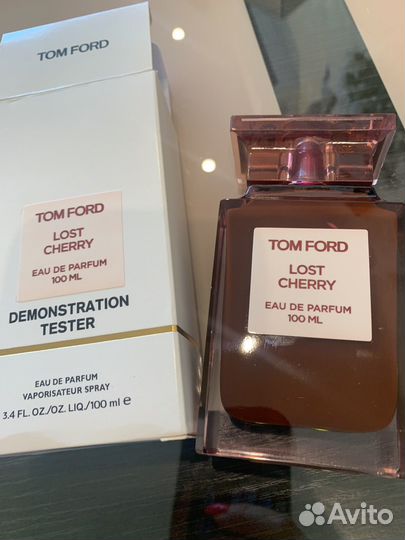 TOM FORD
TOM FORD
LOST
CHERRY
EAU DE PARFUM
100 ML
DEMONSTRATION
TESTER
EAU DE PARFUM
VAPORISATEUR SPRAY
3.4 FL. OZ./OZ. LIQ./100 ml e
TOM FORD
LOST
CHERRY
EAU DE PARFUM
100 ML
Avito